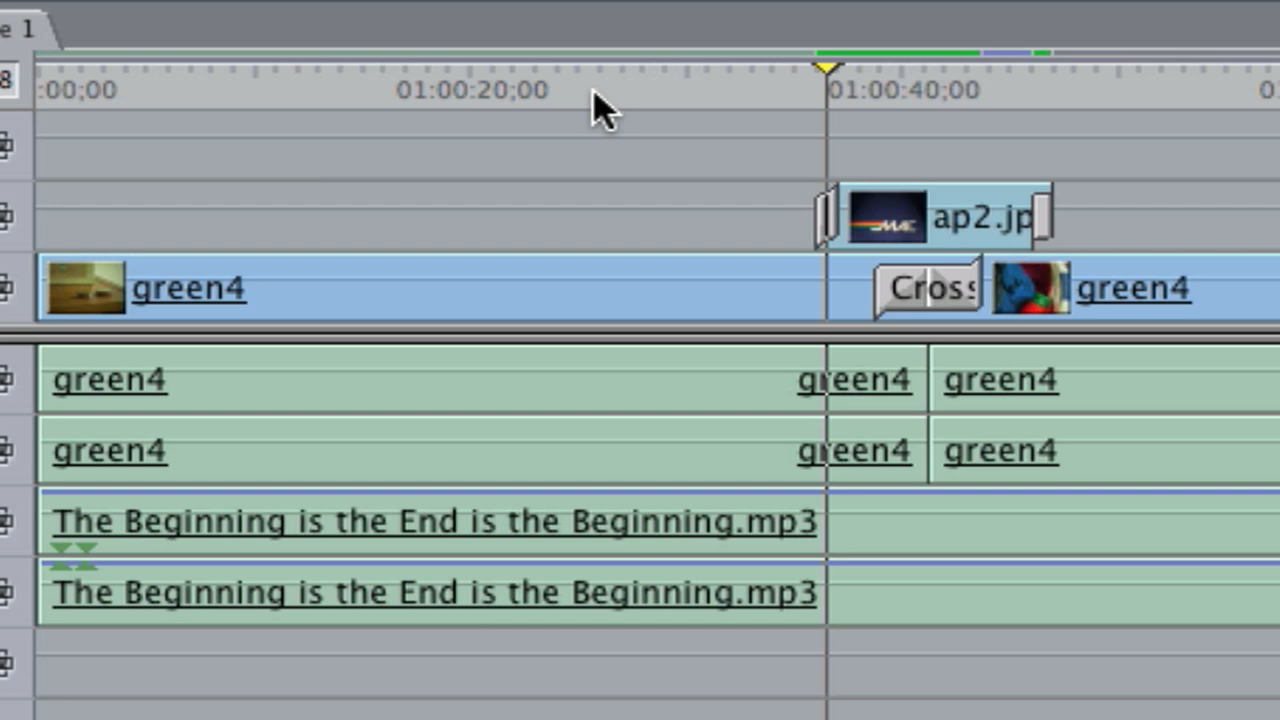 e 1
8
:00;00 01:00:20;00 01:00:40;00 0
ap2.jp
green4 Cross green4
green4 green4 green4
green4 green4 green4
The Beginning is the End is the Beginning.mp3
The Beginning is the End is the Beginning.mp3